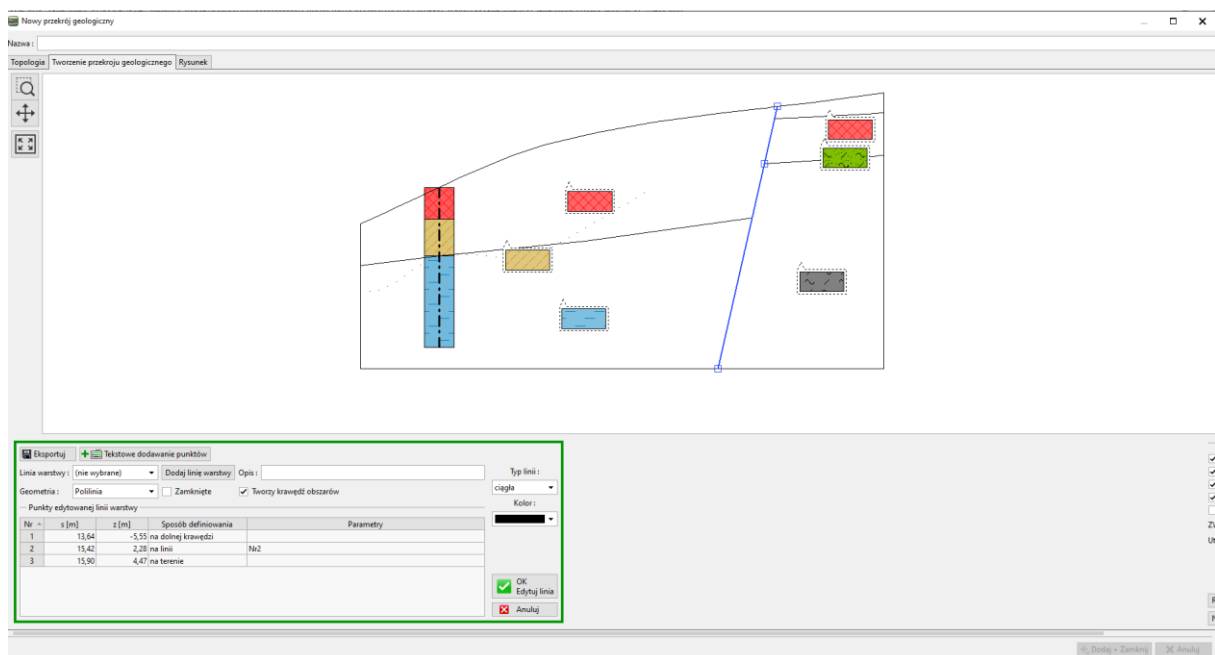 Nowy przekrój geologiczny
Nazwa :
Topologia Tworzenie przekroju geologicznego Rysunek
Eksportuj Tekstowe dodawanie punktów
Linia warstwy : (nie wybrane) Dodaj linię warstwy Opis : Typ linii :
Geometria : Polilinia Zamknięte Tworzy krawędź obszarów ciągła
Punkty edytowanej linii warstwy Kolor :
Nr s [m] z [m] Sposób definiowania Parametry
1 13,64 -5,55 na dolnej krawędzi
2 15,42 2,28 na linii Nr2
3 15,90 4,47 na terenie
OK
Edytuj linia
Anuluj
Dodaj + Zamknij Anuluj